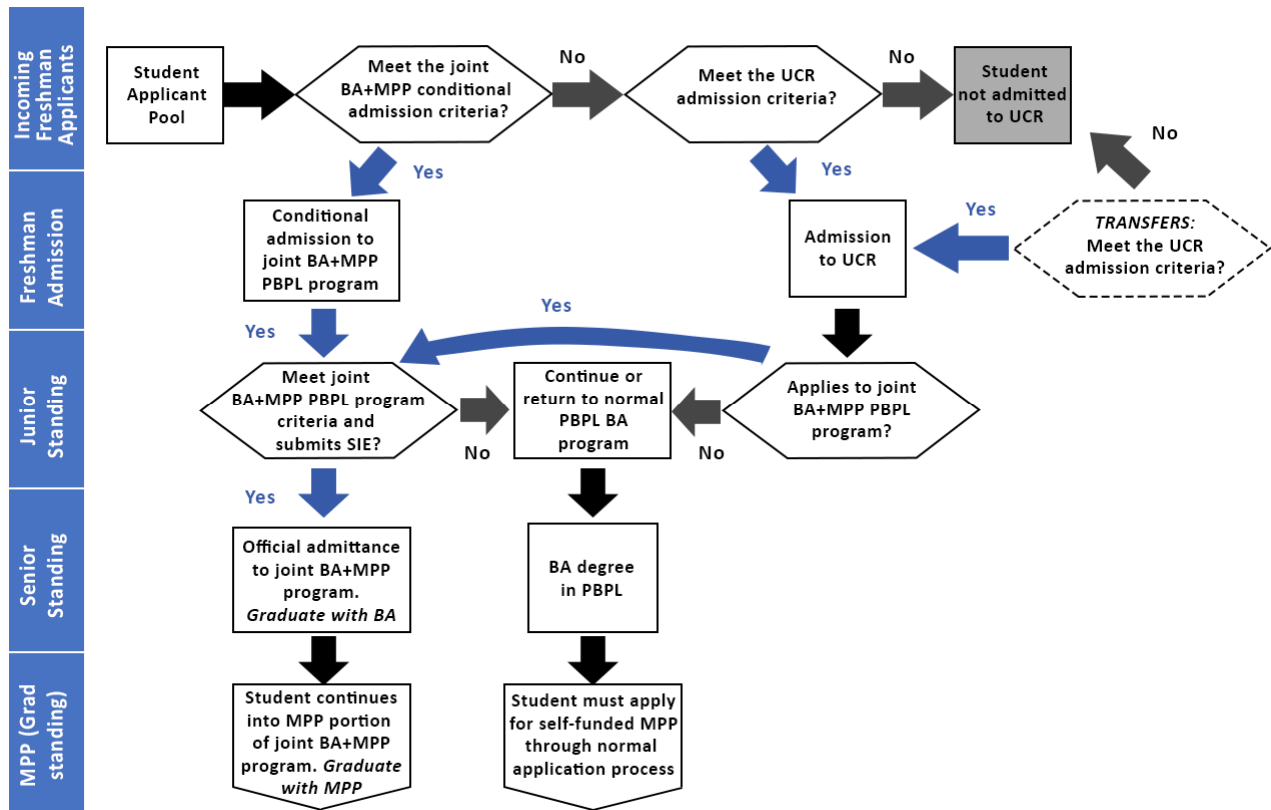 Incoming
Freshman
Applicants
Student
Applicant
Pool
Meet the joint
BA+MPP conditional
admission criteria?
No
Meet the UCR
admission criteria?
No
Student
not admitted
to UCR
No
Yes
Yes
Freshman
Admission
Conditional
admission to
joint BA+MPP
PBPL program
Admission
to UCR
Yes
TRANSFERS:
Meet the UCR
admission criteria?
Yes
Yes
Junior
Standing
Meet joint
BA+MPP PBPL program
criteria and
submits SIE?
No
Continue or
return to normal
PBPL BA
program
No
Applies to joint
BA+MPP PBPL
program?
Yes
Senior
Standing
Official admittance
to joint BA+MPP
program.
Graduate with BA
BA degree
in PBPL
MPP (Grad
standing)
Student continues
into MPP portion
of joint BA+MPP
program. Graduate
with MPP
Student must apply
for self-funded MPP
through normal
application process